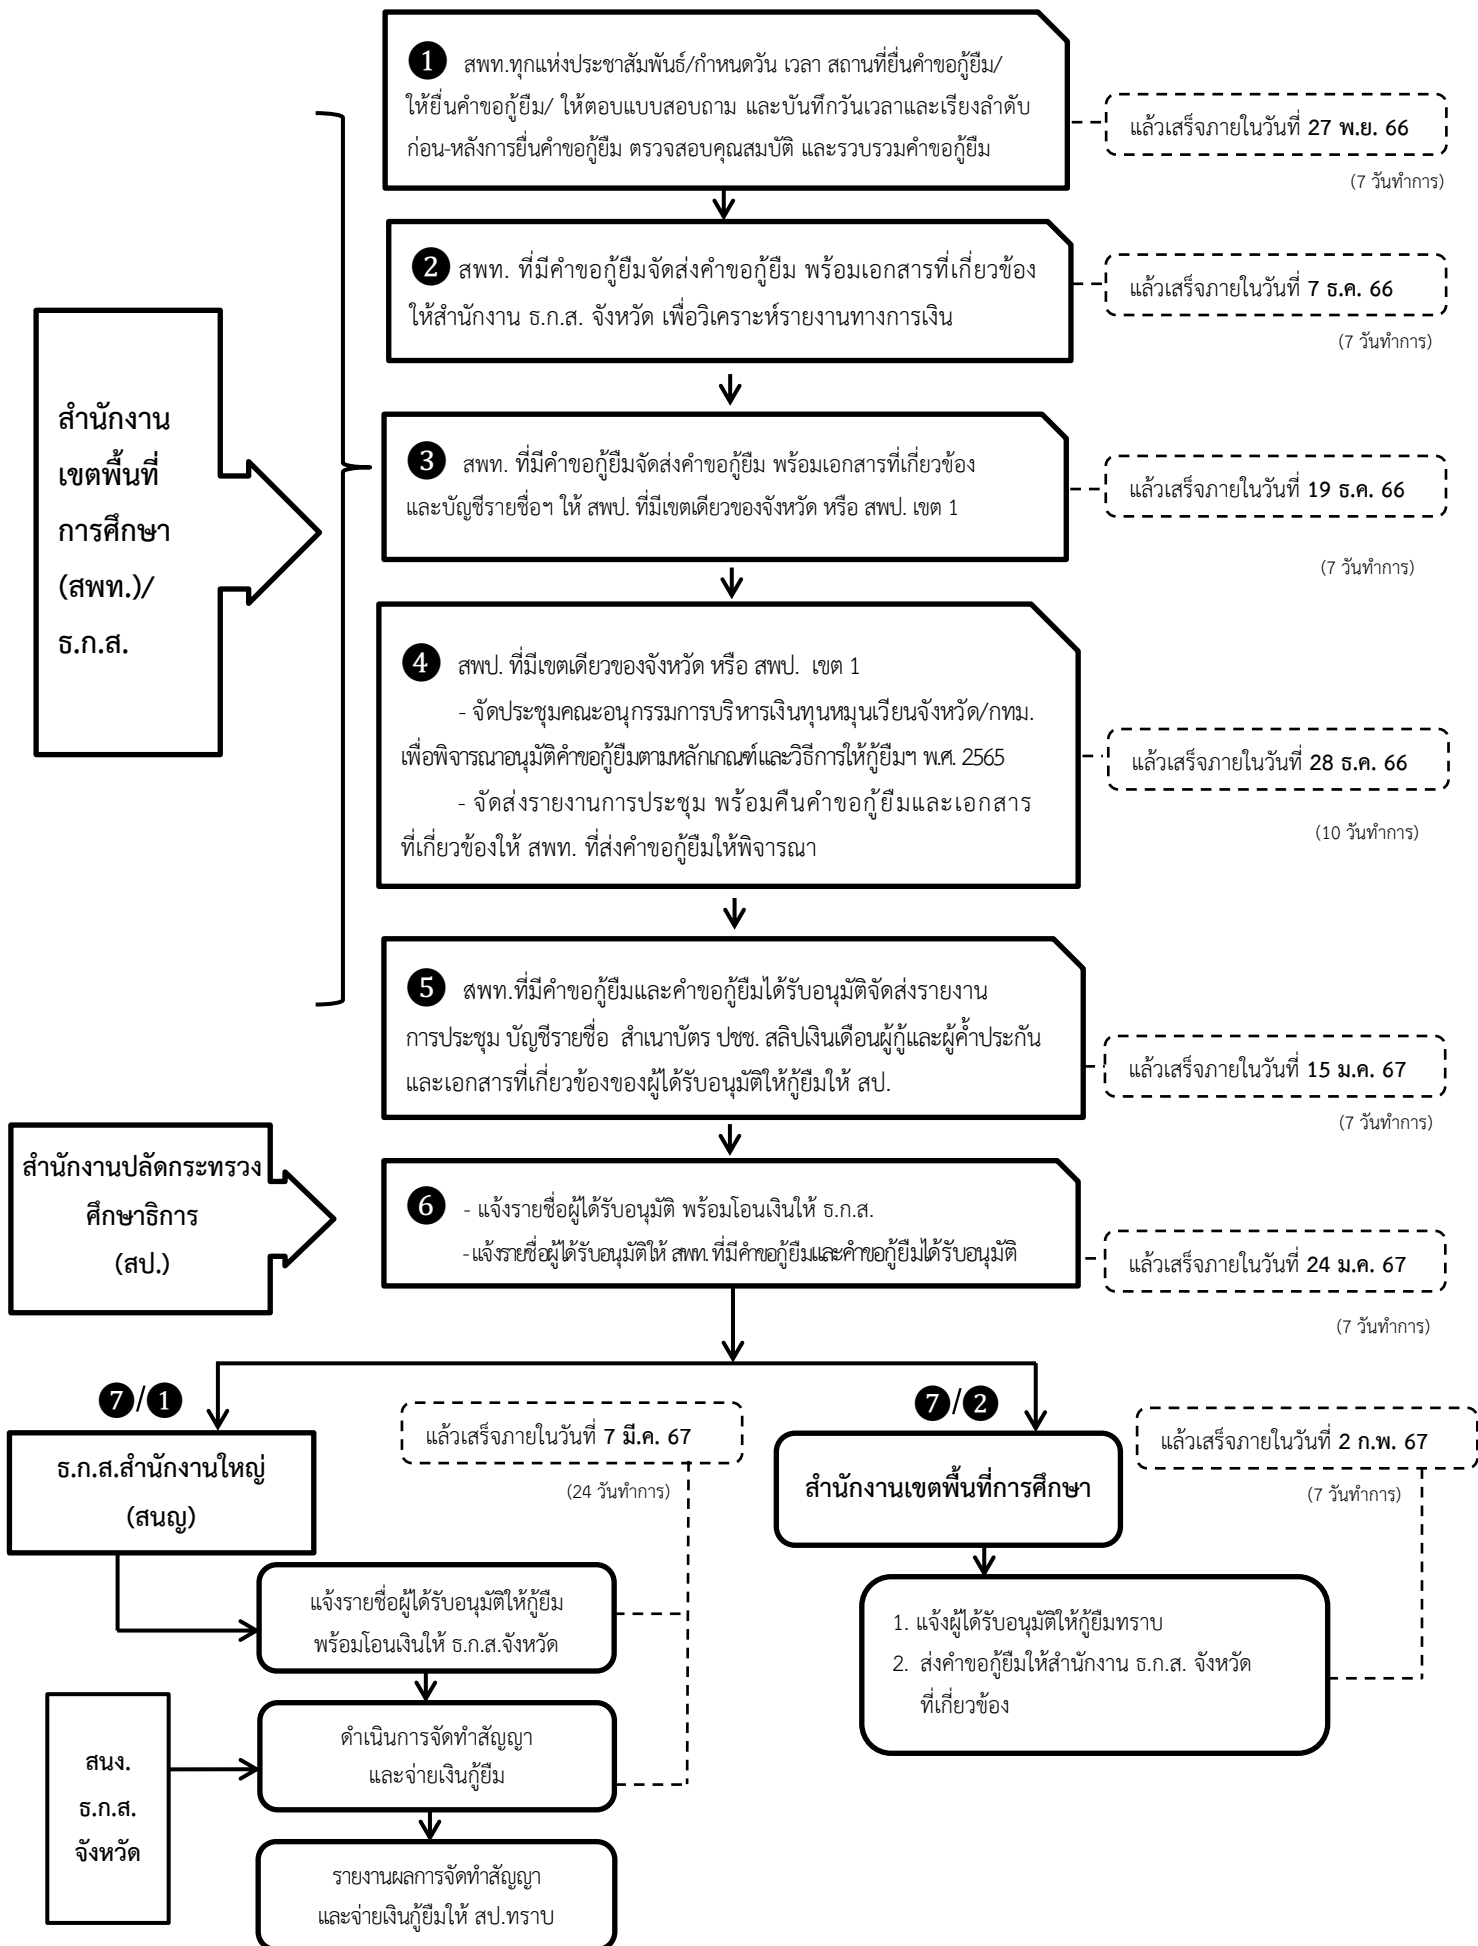 ❶ สพท.ทุกแห่งประชาสัมพันธ์/กำหนดวัน เวลา สถานที่ยื่นคำขอกู้ยืม/
ให้ยื่นคำขอกู้ยืม/ ให้ตอบแบบสอบถาม และบันทึกวันเวลาและเรียงลำดับ
ก่อน-หลังการยื่นคำขอกู้ยืม ตรวจสอบคุณสมบัติ และรวบรวมคำขอกู้ยืม
แล้วเสร็จภายในวันที่ 27 พ.ย. 66
(7 วันทำการ)
❷ สพท. ที่มีคำขอกู้ยืมจัดส่งคำขอกู้ยืม พร้อมเอกสารที่เกี่ยวข้อง
ให้สำนักงาน ธ.ก.ส. จังหวัด เพื่อวิเคราะห์รายงานทางการเงิน
แล้วเสร็จภายในวันที่ 7 ธ.ค. 66
(7 วันทำการ)
สำนักงาน
เขตพื้นที่
การศึกษา
(สพท.)/
ธ.ก.ส.
❸ สพท. ที่มีคำขอกู้ยืมจัดส่งคำขอกู้ยืม พร้อมเอกสารที่เกี่ยวข้อง
และบัญชีรายชื่อฯ ให้ สพป. ที่มีเขตเดียวของจังหวัด หรือ สพป. เขต 1
แล้วเสร็จภายในวันที่ 19 ธ.ค. 66
(7 วันทำการ)
❹ สพป. ที่มีเขตเดียวของจังหวัด หรือ สพป. เขต 1
- จัดประชุมคณะอนุกรรมการบริหารเงินทุนหมุนเวียนจังหวัด/กทม.
เพื่อพิจารณาอนุมัติคำขอกู้ยืมตามหลักเกณฑ์และวิธีการให้กู้ยืมฯ พ.ศ. 2565
- จัดส่งรายงานการประชุม พร้อมคืนคำขอกู้ยืมและเอกสาร
ที่เกี่ยวข้องให้ สพท. ที่ส่งคำขอกู้ยืมให้พิจารณา
แล้วเสร็จภายในวันที่ 28 ธ.ค. 66
(10 วันทำการ)
❺ สพท.ที่มีคำขอกู้ยืมและคำขอกู้ยืมได้รับอนุมัติจัดส่งรายงาน
การประชุม บัญชีรายชื่อ สำเนาบัตร ปชช. สลิปเงินเดือนผู้กู้และผู้ค้ำประกัน
และเอกสารที่เกี่ยวข้องของผู้ได้รับอนุมัติให้กู้ยืมให้ สป.
แล้วเสร็จภายในวันที่ 15 ม.ค. 67
(7 วันทำการ)
สำนักงานปลัดกระทรวง
ศึกษาธิการ
(สป.)
❻ - แจ้งรายชื่อผู้ได้รับอนุมัติ พร้อมโอนเงินให้ ธ.ก.ส.
-แจ้งรายชื่อผู้ได้รับอนุมัติให้ สพท. ที่มีคำขอกู้ยืมและคำขอกู้ยืมได้รับอนุมัติ
แล้วเสร็จภายในวันที่ 24 ม.ค. 67
(7 วันทำการ)
❼/❶
ธ.ก.ส.สำนักงานใหญ่
(สนญ)
แล้วเสร็จภายในวันที่ 7 มี.ค. 67
(24 วันทำการ)
❼/❷
สำนักงานเขตพื้นที่การศึกษา
แล้วเสร็จภายในวันที่ 2 ก.พ. 67
(7 วันทำการ)
แจ้งรายชื่อผู้ได้รับอนุมัติให้กู้ยืม
พร้อมโอนเงินให้ ธ.ก.ส.จังหวัด
1. แจ้งผู้ได้รับอนุมัติให้กู้ยืมทราบ
2. ส่งคำขอกู้ยืมให้สำนักงาน ธ.ก.ส. จังหวัด
ที่เกี่ยวข้อง
สนง.
ธ.ก.ส.
จังหวัด
ดำเนินการจัดทำสัญญา
และจ่ายเงินกู้ยืม
รายงานผลการจัดทำสัญญา
และจ่ายเงินกู้ยืมให้ สป.ทราบ